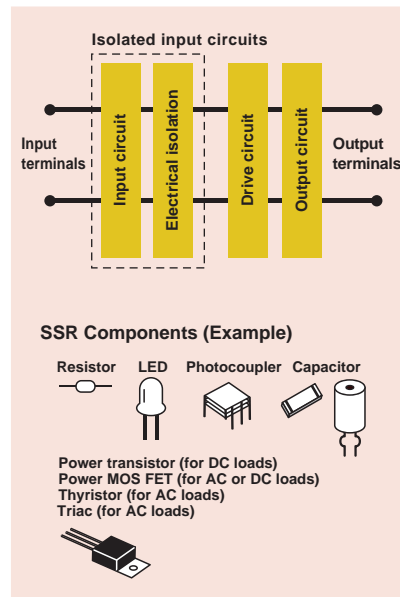 Isolated input circuits
Input
terminals
Input circuit
Electrical isolation
Drive circuit
Output circuit
Output
terminals
SSR Components (Example)
Resistor LED Photocoupler Capacitor
Power transistor (for DC loads)
Power MOS FET (for AC or DC loads)
Thyristor (for AC loads)
Triac (for AC loads)